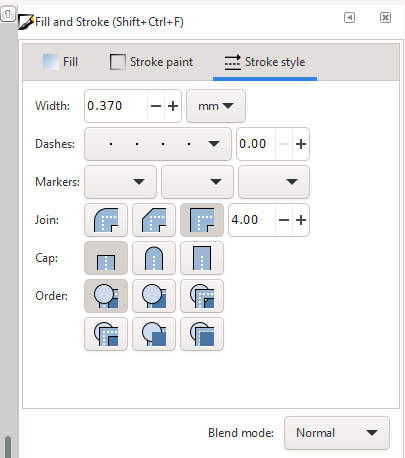 Fill and Stroke (Shift+Ctrl+F)
Fill Stroke paint Stroke style
Width: 0.370 mm
Dashes: 0.00
Markers:
Join: 4.00
Cap:
Order:
Blend mode: Normal